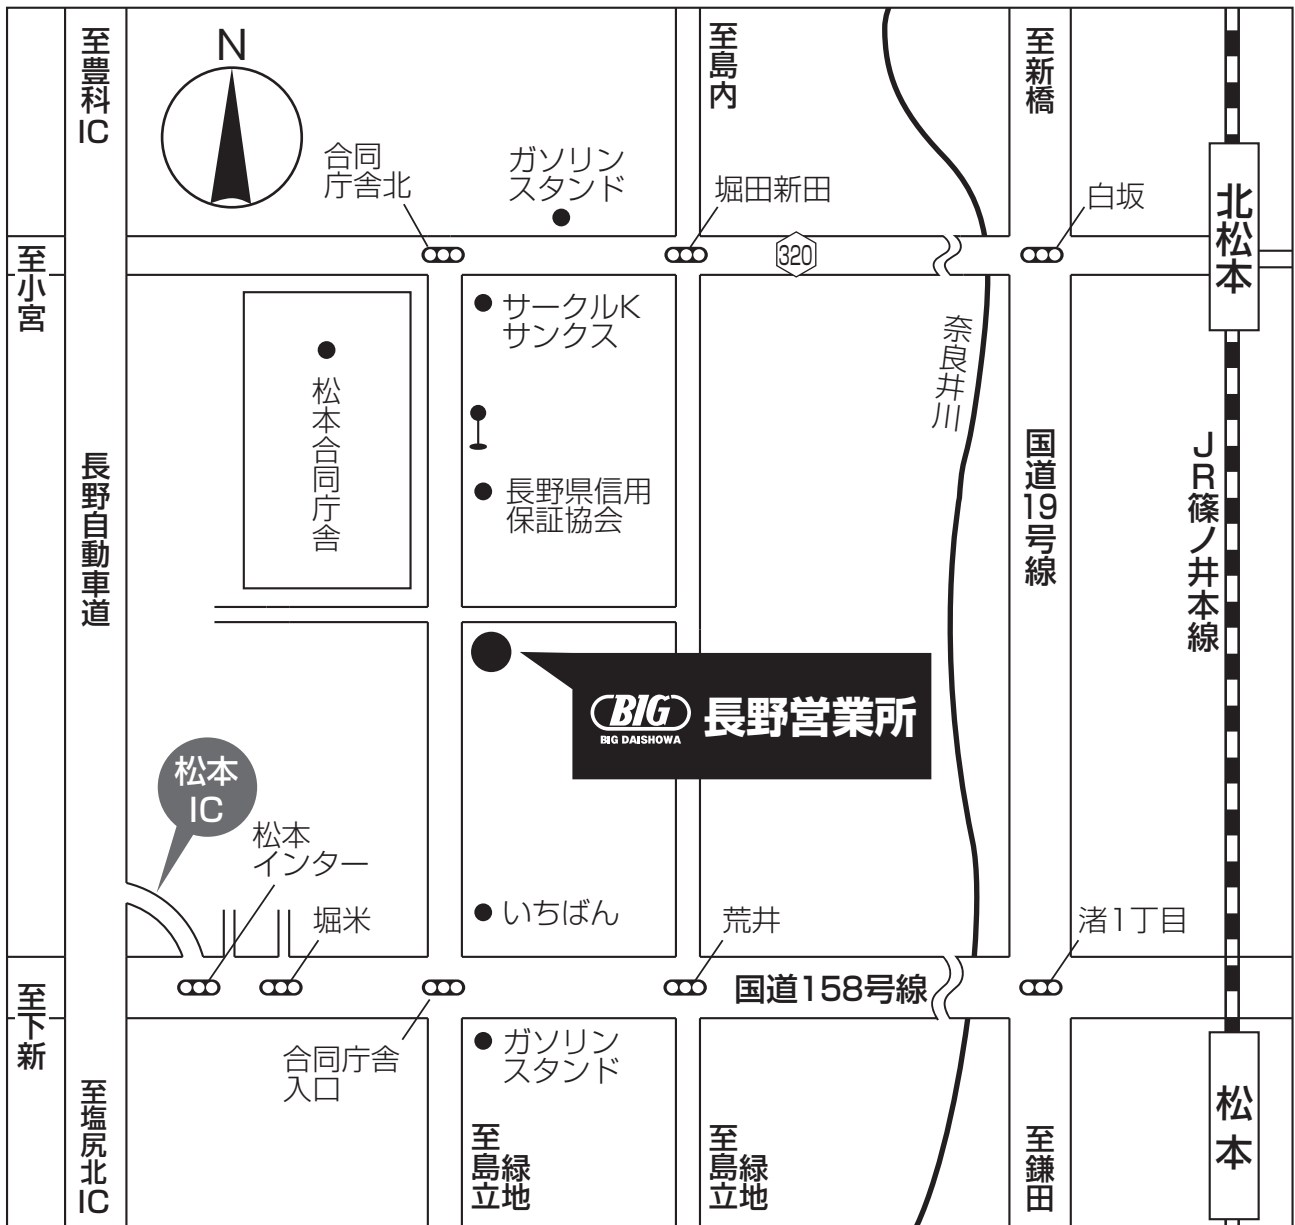 N
至豊科IC
至島内
至新橋
合同
庁舎北
ガソリン
スタンド
堀田新田
白坂
北松本
320
至小宮
サークルK
サンクス
松本合同庁舎
奈良井川
長野県信用
保証協会
長野自動車道
国道19号線
JR篠ノ井本線
BIG
BIG DAISHOWA
長野営業所
松本
IC
松本
インター
堀米
いちばん
荒井
渚1丁目
国道158号線
至下新
合同庁舎
入口
ガソリン
スタンド
至塩尻北IC
至島立
緑地
至島立
緑地
至鎌田
松本